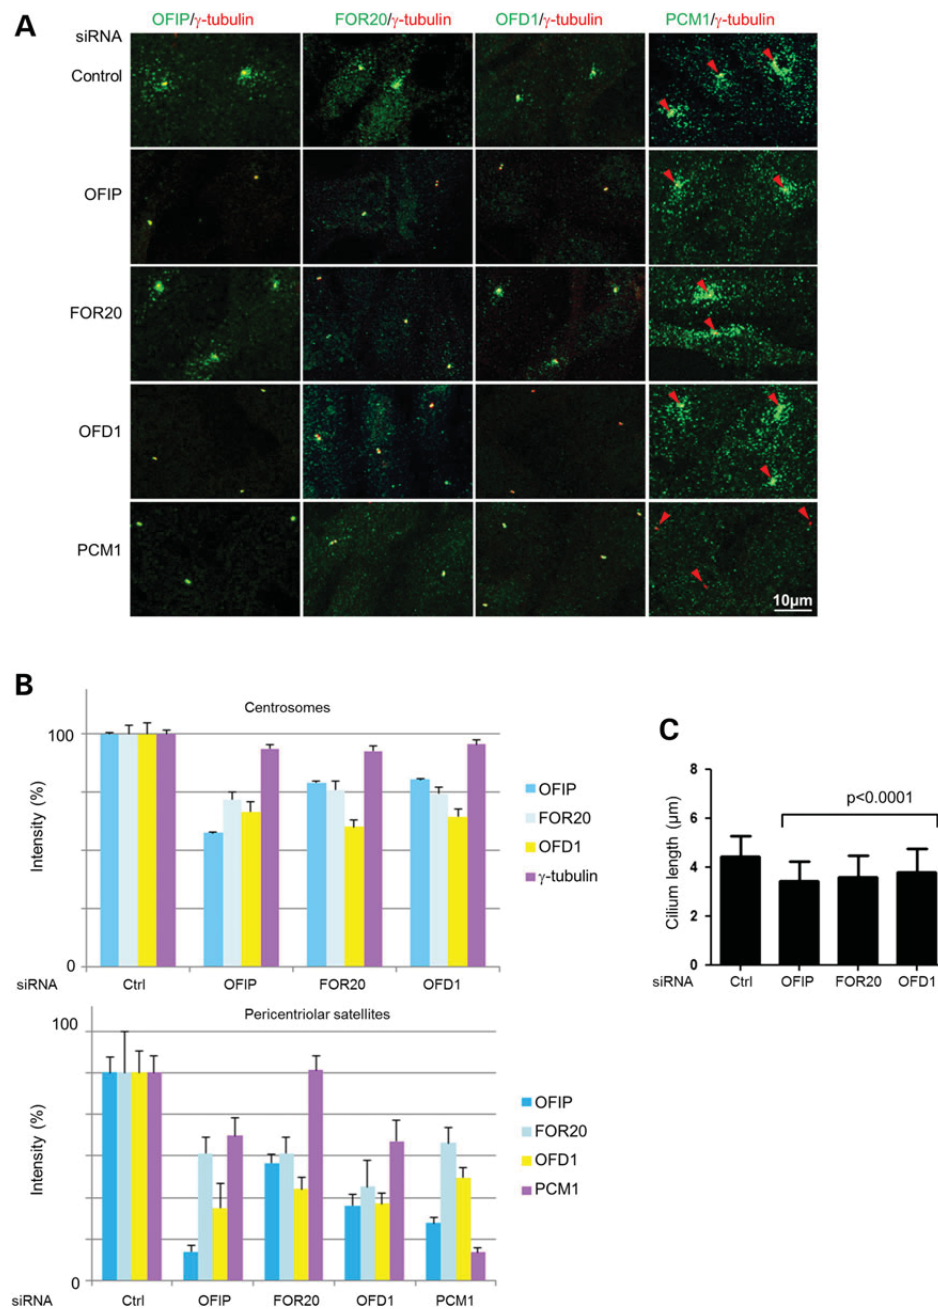 A
OFIP/γ-tubulin FOR20/γ-tubulin OFD1/γ-tubulin PCM1/γ-tubulin
siRNA
Control
OFIP
FOR20
OFD1
PCM1
10µm
B
Centrosomes
100
Intensity (%)
0
OFIP
FOR20
OFD1
γ-tubulin
siRNA Ctrl OFIP FOR20 OFD1
Pericentriolar satellites
100
Intensity (%)
0
OFIP
FOR20
OFD1
PCM1
siRNA Ctrl OFIP FOR20 OFD1 PCM1
C
8
6
4
2
0
p<0.0001
Cilium length (µm)
siRNA Ctrl OFIP FOR20 OFD1